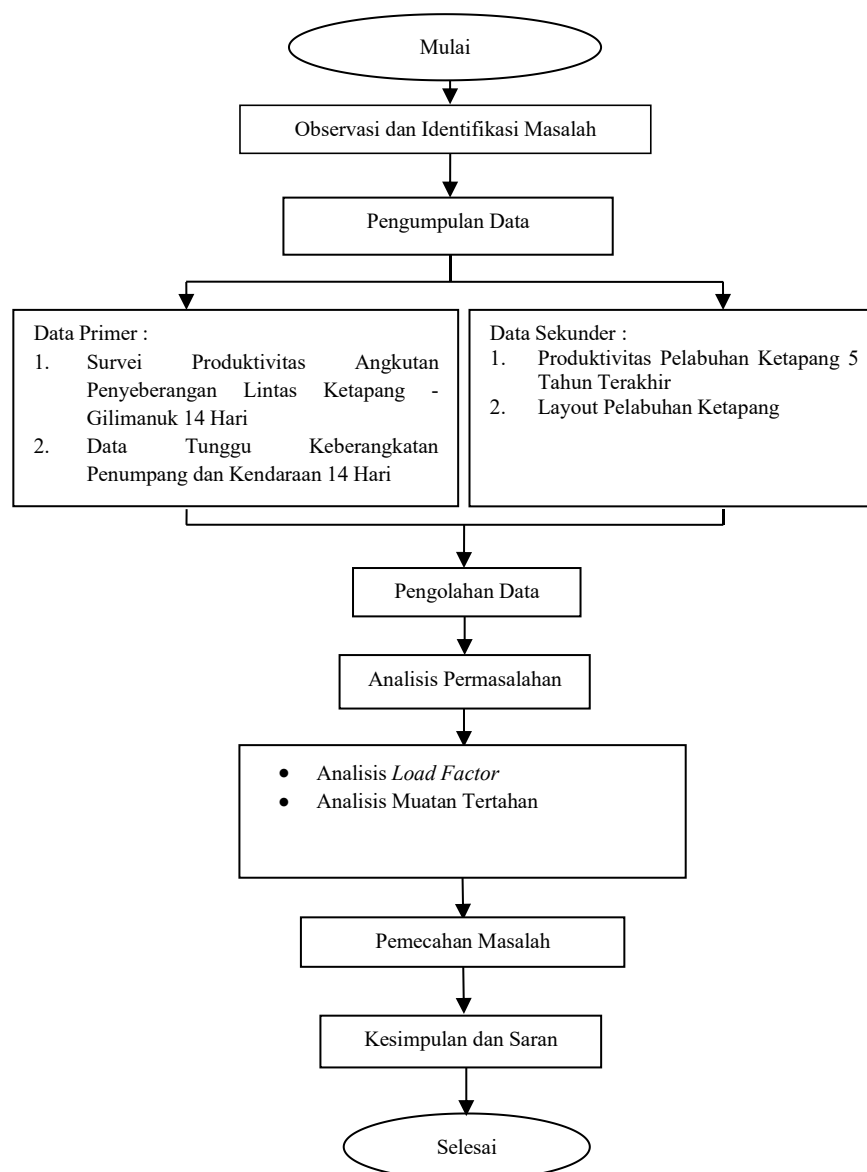 Mulai
Observasi dan Identifikasi Masalah
Pengumpulan Data
Data Primer :
1. Survei Produktivitas Angkutan
Penyeberangan Lintas Ketapang -
Gilimanuk 14 Hari
2. Data Tunggu Keberangkatan
Penumpang dan Kendaraan 14 Hari
Data Sekunder :
1. Produktivitas Pelabuhan Ketapang 5
Tahun Terakhir
2. Layout Pelabuhan Ketapang
Pengolahan Data
Analisis Permasalahan
• Analisis Load Factor
• Analisis Muatan Tertahan
Pemecahan Masalah
Kesimpulan dan Saran
Selesai